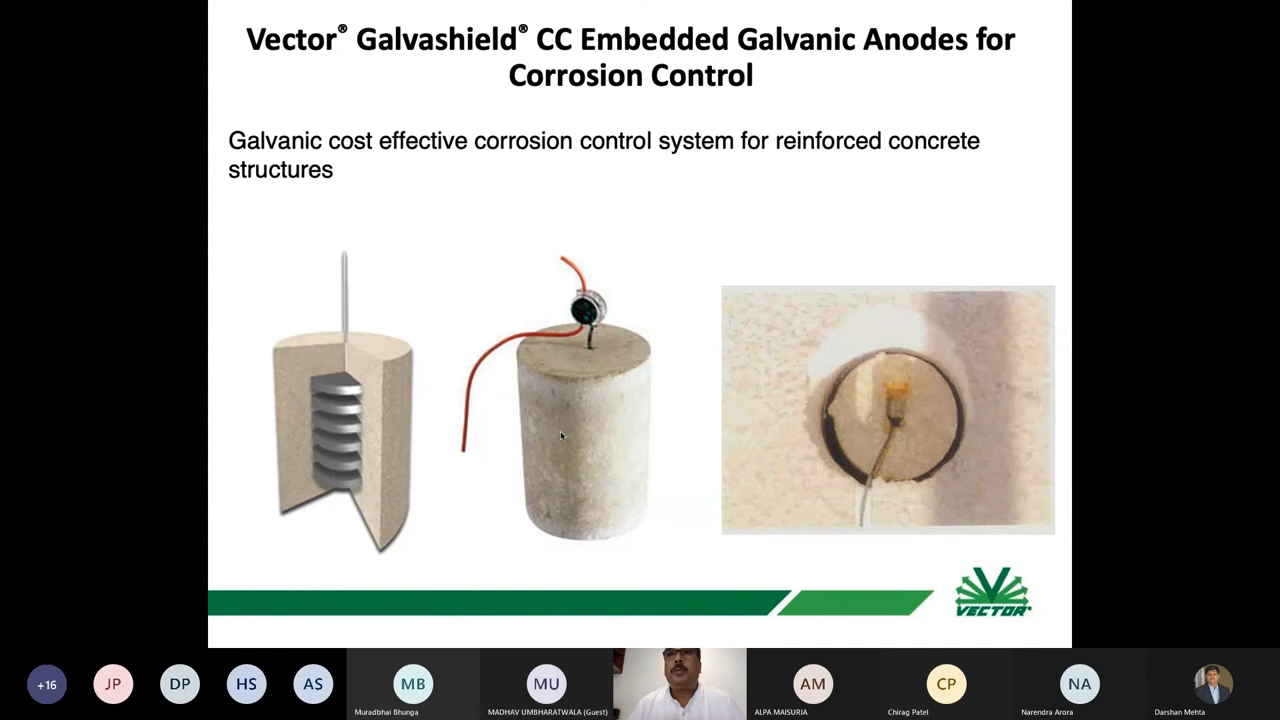 Vector® Galvashield® CC Embedded Galvanic Anodes for
Corrosion Control
Galvanic cost effective corrosion control system for reinforced concrete
structures
VECTOR®
+16
JP
DP
HS
AS
MB
MU
AM
CP
NA
Muradbhai Bhunga
MADHAV UMBHARATWALA (Guest)
ALPA MAISURIA
Chirag Patel
Narendra Arora
Darshan Mehta